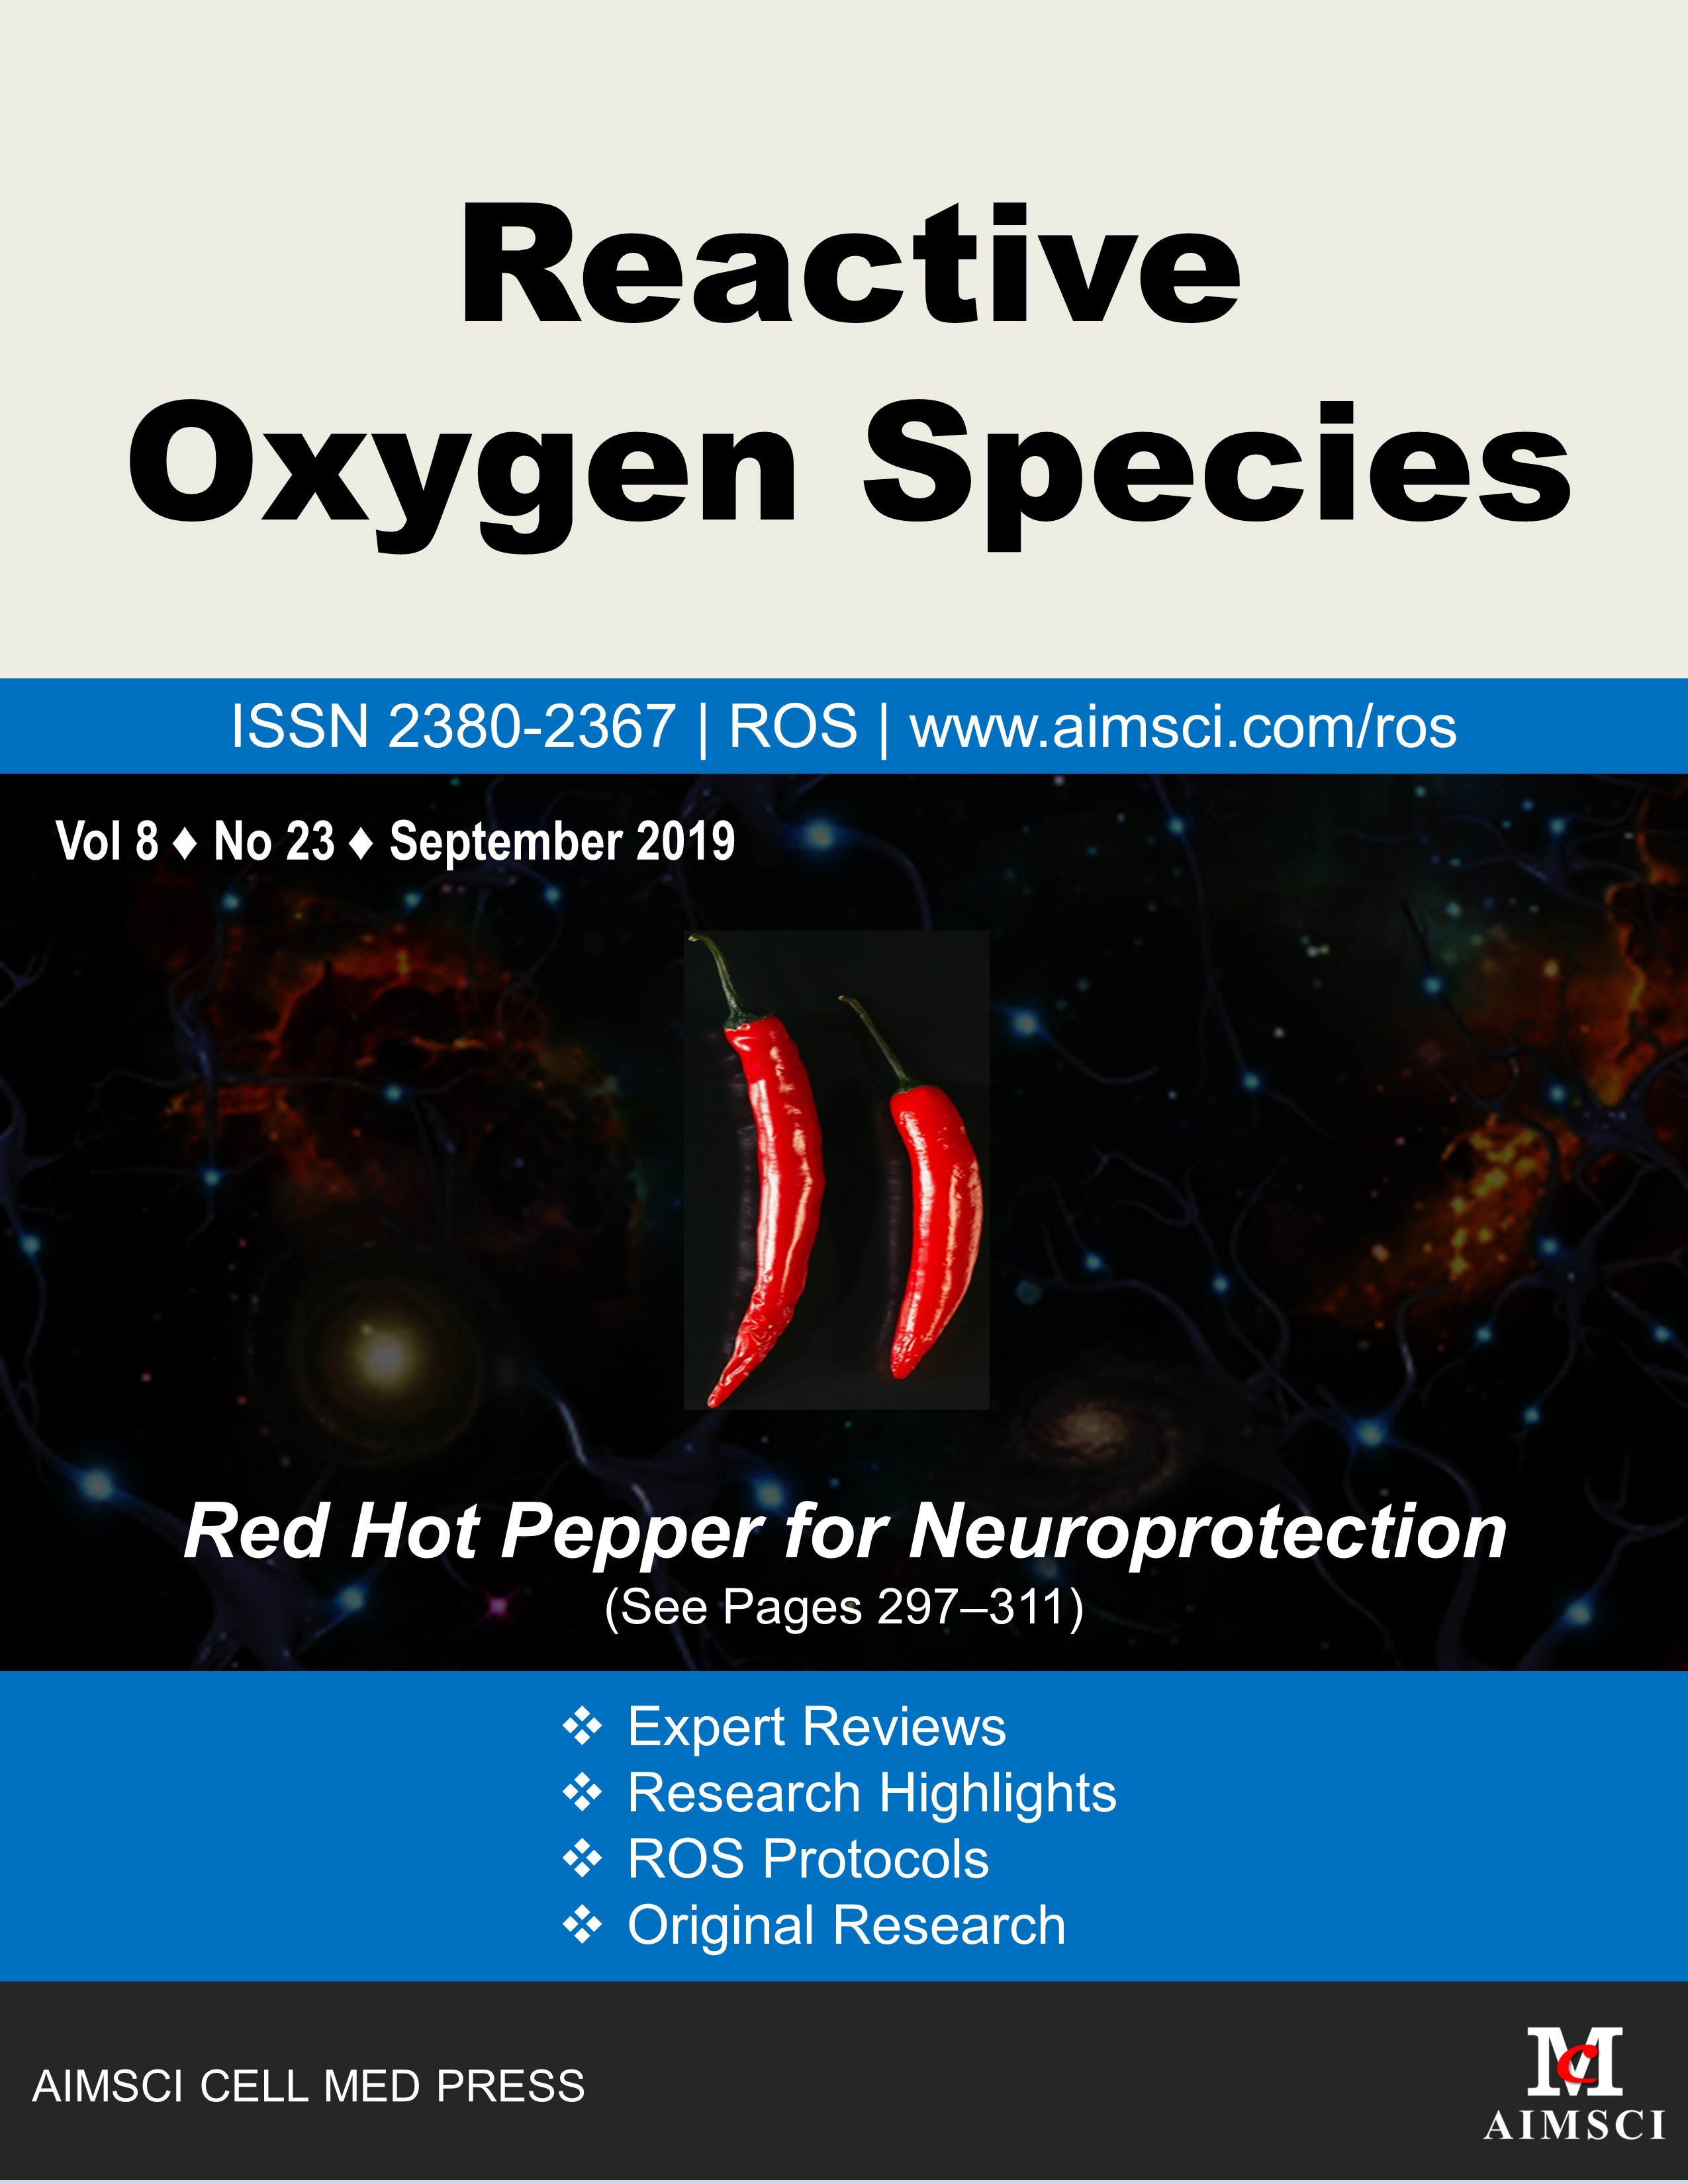 Reactive
Oxygen Species
ISSN 2380-2367 | ROS | www.aimsci.com/ros
Vol 8 ♦ No 23 ♦ September 2019
Red Hot Pepper for Neuroprotection
(See Pages 297–311)
❖ Expert Reviews
❖ Research Highlights
❖ ROS Protocols
❖ Original Research
AIMSCI CELL MED PRESS
MC
AIMSCI